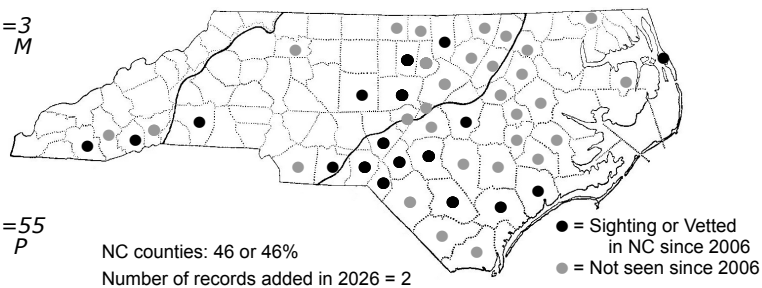 =3
M
=55
P
NC counties: 46 or 46%
Number of records added in 2026 = 2
= Sighting or Vetted
in NC since 2006
= Not seen since 2006